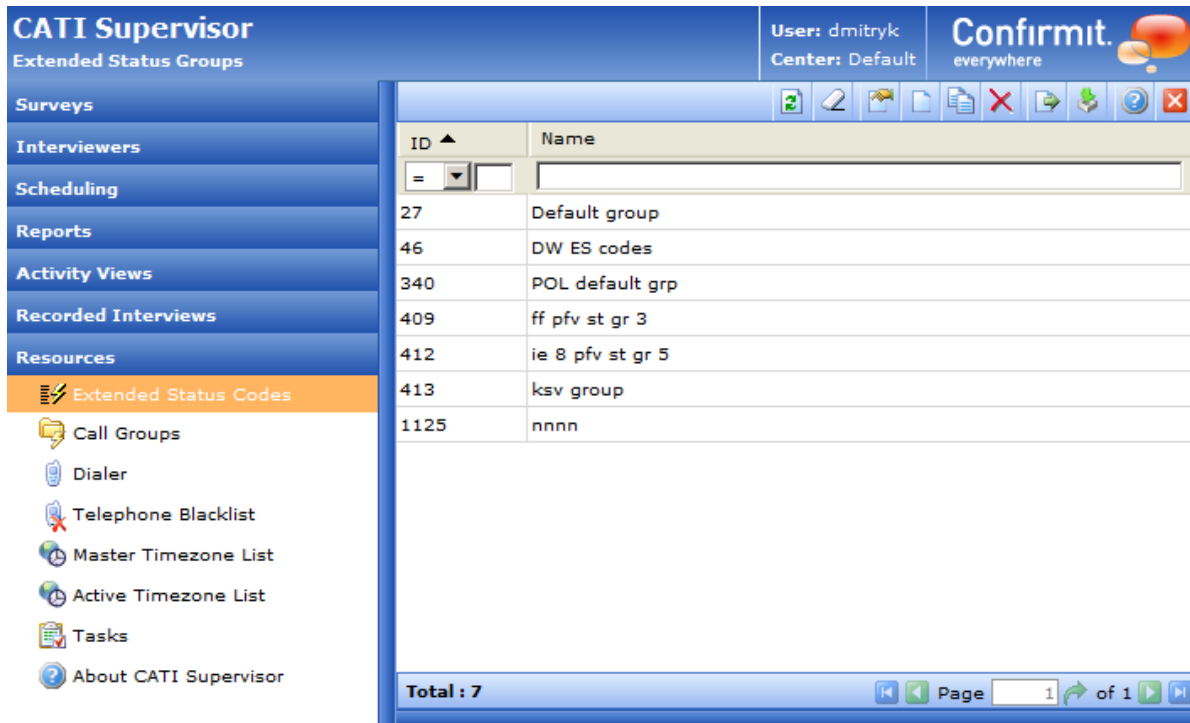 CATI Supervisor
Extended Status Groups
User: dmitryk
Center: Default
Confirmit.
everywhere
Surveys
Interviewers
Scheduling
Reports
Activity Views
Recorded Interviews
Resources
Extended Status Codes
Call Groups
Dialer
Telephone Blacklist
Master Timezone List
Active Timezone List
Tasks
About CATI Supervisor
ID Name
=
27 Default group
46 DW ES codes
340 POL default grp
409 ff pfv st gr 3
412 ie 8 pfv st gr 5
413 ksv group
1125 nnnn
Total : 7 Page 1 of 1